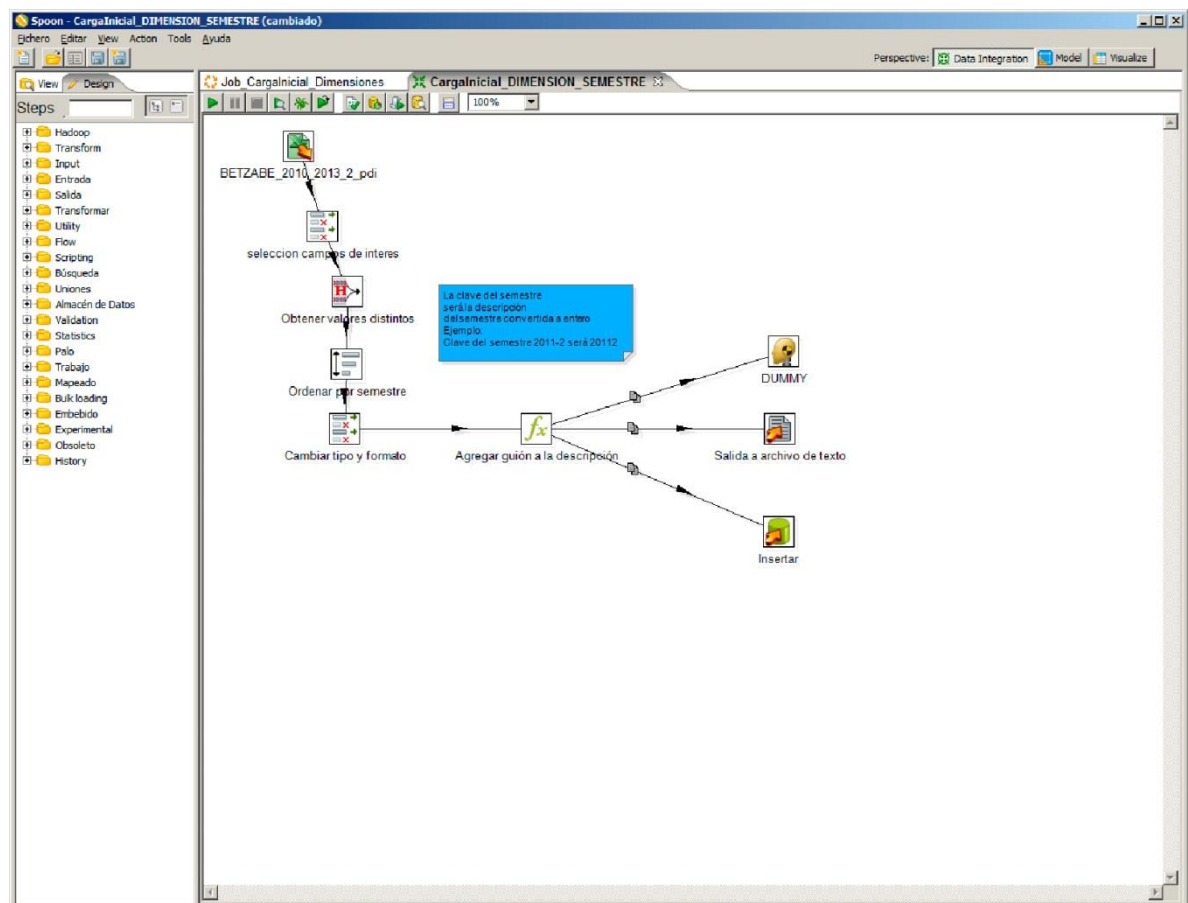 Spoon - CargaInicial_DIMENSION_SEMESTRE (cambiado)
Fichero Editar View Action Tools Ayuda
Perspective: Data Integration Model Visualize
View Design
Job_CargaInicial_Dimensiones CargaInicial_DIMENSION_SEMESTRE
Steps
100%
Hadoop
Transform
Input
Entrada
Salida
Transformar
Utility
Flow
Scripting
Búsqueda
Uniones
Almacén de Datos
Validation
Statistics
Palo
Trabajo
Mapeado
Bulk loading
Embebido
Experimental
Obsoleto
History
BETZABE_2010_2013_2_pdi
seleccion campos de interes
Obtener valores distintos
La clave del semestre
será la descripción
del semestre convertida a entero
Ejemplo:
Clave del semestre 2011-2 será 20112
Ordenar por semestre
DUMMY
Cambiar tipo y formato
Agregar guión a la descripción
Salida a archivo de texto
Insertar